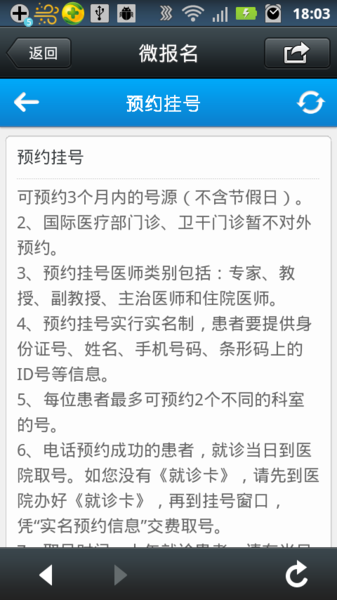 18:03
返回
微报名
预约挂号
预约挂号
可预约3个月内的号源（不含节假日）。
2、国际医疗部门诊、卫干门诊暂不对外
预约。
3、预约挂号医师类别包括：专家、教
授、副教授、主治医师和住院医师。
4、预约挂号实行实名制，患者要提供身
份证号、姓名、手机号码、条形码上的
ID号等信息。
5、每位患者最多可预约2个不同的科室
的号。
6、电话预约成功的患者，就诊当日到医
院取号。如您没有《就诊卡》，请先到医
院办好《就诊卡》，再到挂号窗口，
凭“实名预约信息”交费取号。